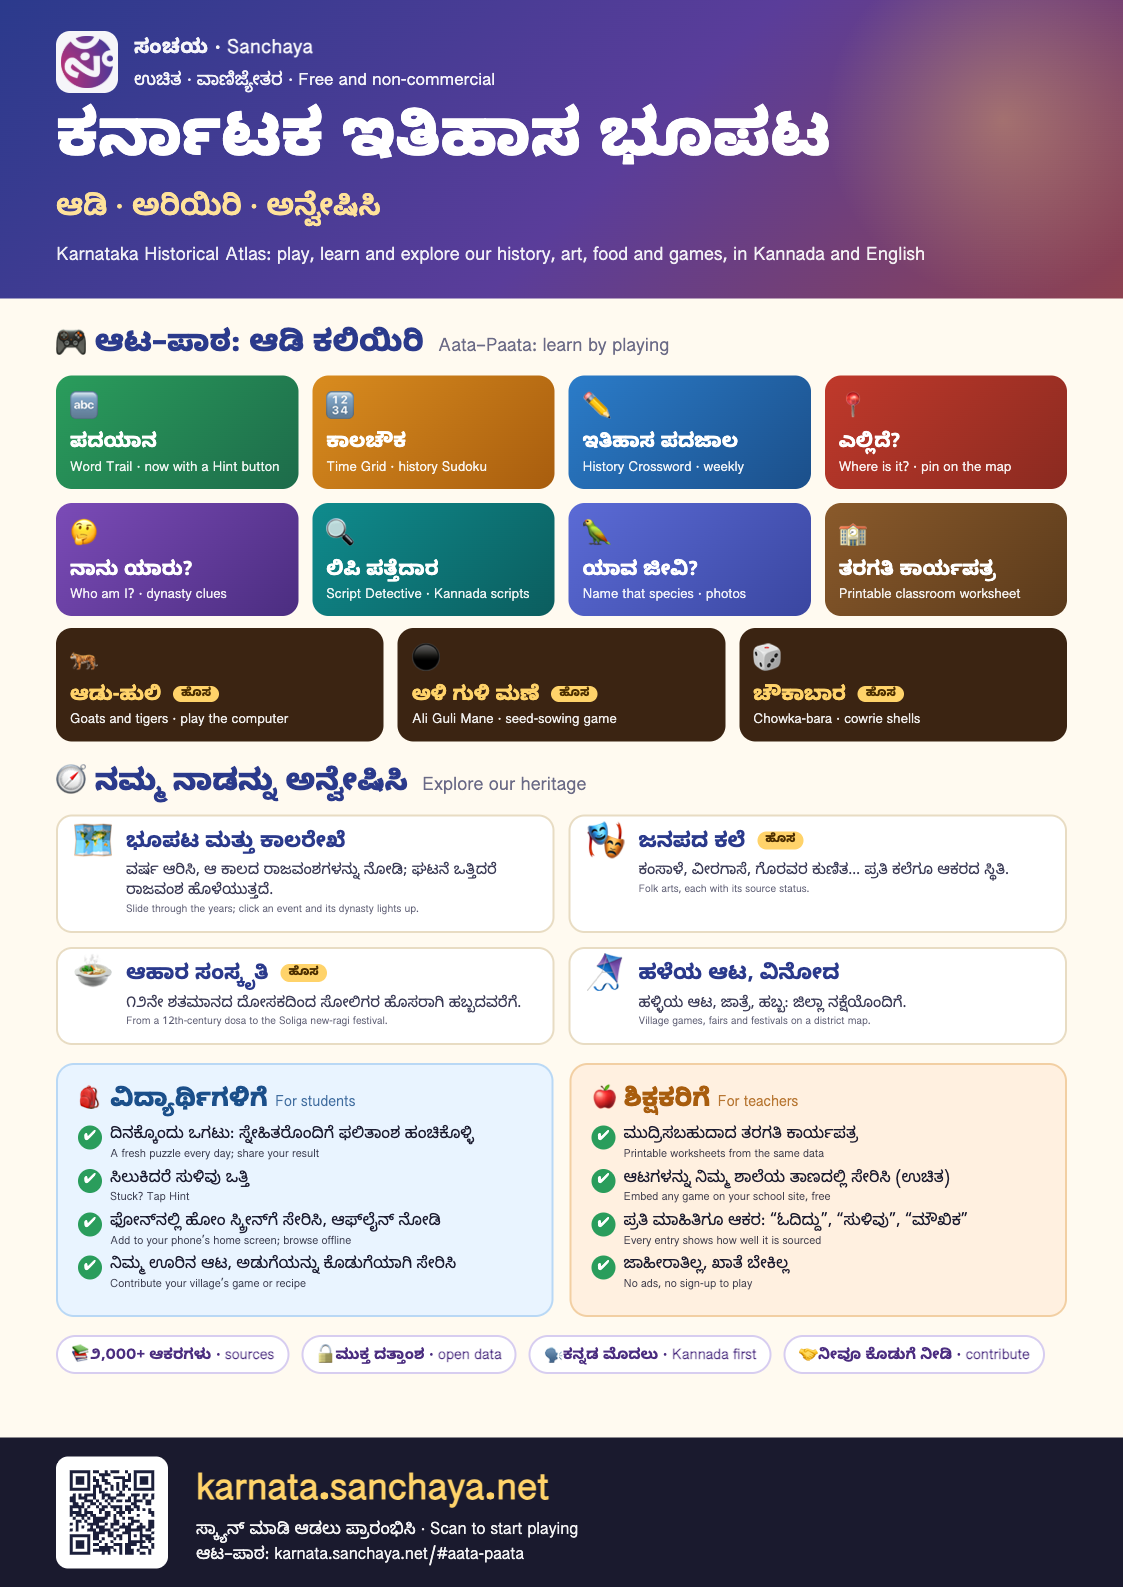 ಸಂಚಯ · Sanchaya
ಉಚಿತ · ವಾಣಿಜ್ಯೇತರ · Free and non-commercial
ಕರ್ನಾಟಕ ಇತಿಹಾಸ ಭೂಪಟ
ಆಡಿ · ಅರಿಯಿರಿ · ಅನ್ವೇಷಿಸಿ
Karnataka Historical Atlas: play, learn and explore our history, art, food and games, in Kannada and English
ಆಟ–ಪಾಠ: ಆಡಿ ಕಲಿಯಿರಿ Aata–Paata: learn by playing
abc
ಪದಯಾನ
Word Trail · now with a Hint button
12
34
ಕಾಲಚೌಕ
Time Grid · history Sudoku
ಇತಿಹಾಸ ಪದಜಾಲ
History Crossword · weekly
ಎಲ್ಲಿದೆ?
Where is it? · pin on the map
ನಾನು ಯಾರು?
Who am I? · dynasty clues
ಲಿಪಿ ಪತ್ತೆದಾರ
Script Detective · Kannada scripts
ಯಾವ ಜೀವಿ?
Name that species · photos
ತರಗತಿ ಕಾರ್ಯಪತ್ರ
Printable classroom worksheet
ಆಡು-ಹುಲಿ ಹೊಸ
Goats and tigers · play the computer
ಅಳಿ ಗುಳಿ ಮಣೆ ಹೊಸ
Ali Guli Mane · seed-sowing game
ಚೌಕಾಬಾರ ಹೊಸ
Chowka-bara · cowrie shells
ನಮ್ಮ ನಾಡನ್ನು ಅನ್ವೇಷಿಸಿ Explore our heritage
ಭೂಪಟ ಮತ್ತು ಕಾಲರೇಖೆ
ವರ್ಷ ಆರಿಸಿ, ಆ ಕಾಲದ ರಾಜವಂಶಗಳನ್ನು ನೋಡಿ; ಘಟನೆ ಒತ್ತಿದರೆ
ರಾಜವಂಶ ಹೊಳೆಯುತ್ತದೆ.
Slide through the years; click an event and its dynasty lights up.
ಜನಪದ ಕಲೆ ಹೊಸ
ಕಂಸಾಳೆ, ವೀರಗಾಸೆ, ಗೊರವರ ಕುಣಿತ... ಪ್ರತಿ ಕಲೆಗೂ ಆಕರದ ಸ್ಥಿತಿ.
Folk arts, each with its source status.
ಆಹಾರ ಸಂಸ್ಕೃತಿ ಹೊಸ
೧೨ನೇ ಶತಮಾನದ ದೋಸಕದಿಂದ ಸೋಲಿಗರ ಹೊಸರಾಗಿ ಹಬ್ಬದವರೆಗೆ.
From a 12th-century dosa to the Soliga new-ragi festival.
ಹಳೆಯ ಆಟ, ವಿನೋದ
ಹಳ್ಳಿಯ ಆಟ, ಜಾತ್ರೆ, ಹಬ್ಬ: ಜಿಲ್ಲಾ ನಕ್ಷೆಯೊಂದಿಗೆ.
Village games, fairs and festivals on a district map.
ವಿದ್ಯಾರ್ಥಿಗಳಿಗೆ For students
ದಿನಕ್ಕೊಂದು ಒಗಟು: ಸ್ನೇಹಿತರೊಂದಿಗೆ ಫಲಿತಾಂಶ ಹಂಚಿಕೊಳ್ಳಿ
A fresh puzzle every day; share your result
ಸಿಲುಕಿದರೆ ಸುಳಿವು ಒತ್ತಿ
Stuck? Tap Hint
ಫೋನ್‌ನಲ್ಲಿ ಹೋಂ ಸ್ಕ್ರೀನ್‌ಗೆ ಸೇರಿಸಿ, ಆಫ್‌ಲೈನ್ ನೋಡಿ
Add to your phone's home screen; browse offline
ನಿಮ್ಮ ಊರಿನ ಆಟ, ಅಡುಗೆಯನ್ನು ಕೊಡುಗೆಯಾಗಿ ಸೇರಿಸಿ
Contribute your village's game or recipe
ಶಿಕ್ಷಕರಿಗೆ For teachers
ಮುದ್ರಿಸಬಹುದಾದ ತರಗತಿ ಕಾರ್ಯಪತ್ರ
Printable worksheets from the same data
ಆಟಗಳನ್ನು ನಿಮ್ಮ ಶಾಲೆಯ ತಾಣದಲ್ಲಿ ಸೇರಿಸಿ (ಉಚಿತ)
Embed any game on your school site, free
ಪ್ರತಿ ಮಾಹಿತಿಗೂ ಆಕರ: “ಓದಿದ್ದು”, “ಸುಳಿವು”, “ಮೌಖಿಕ”
Every entry shows how well it is sourced
ಜಾಹೀರಾತಿಲ್ಲ, ಖಾತೆ ಬೇಕಿಲ್ಲ
No ads, no sign-up to play
೨,000+ ಆಕರಗಳು · sources
ಮುಕ್ತ ದತ್ತಾಂಶ · open data
ಕನ್ನಡ ಮೊದಲು · Kannada first
ನೀವೂ ಕೊಡುಗೆ ನೀಡಿ · contribute
karnata.sanchaya.net
ಸ್ಕ್ಯಾನ್ ಮಾಡಿ ಆಡಲು ಪ್ರಾರಂಭಿಸಿ · Scan to start playing
ಆಟ–ಪಾಠ: karnata.sanchaya.net/#aata-paata